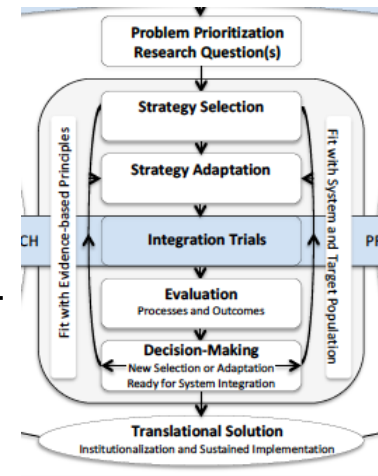 Problem Prioritization
Research Question(s)
Strategy Selection
Strategy Adaptation
Fit with Evidence-based Principles
Fit with System and Target Population
CH
Integration Trials
PR
Evaluation
Processes and Outcomes
Decision-Making
New Selection or Adaptation
Ready for System Integration
Translational Solution
Institutionalization and Sustained Implementation